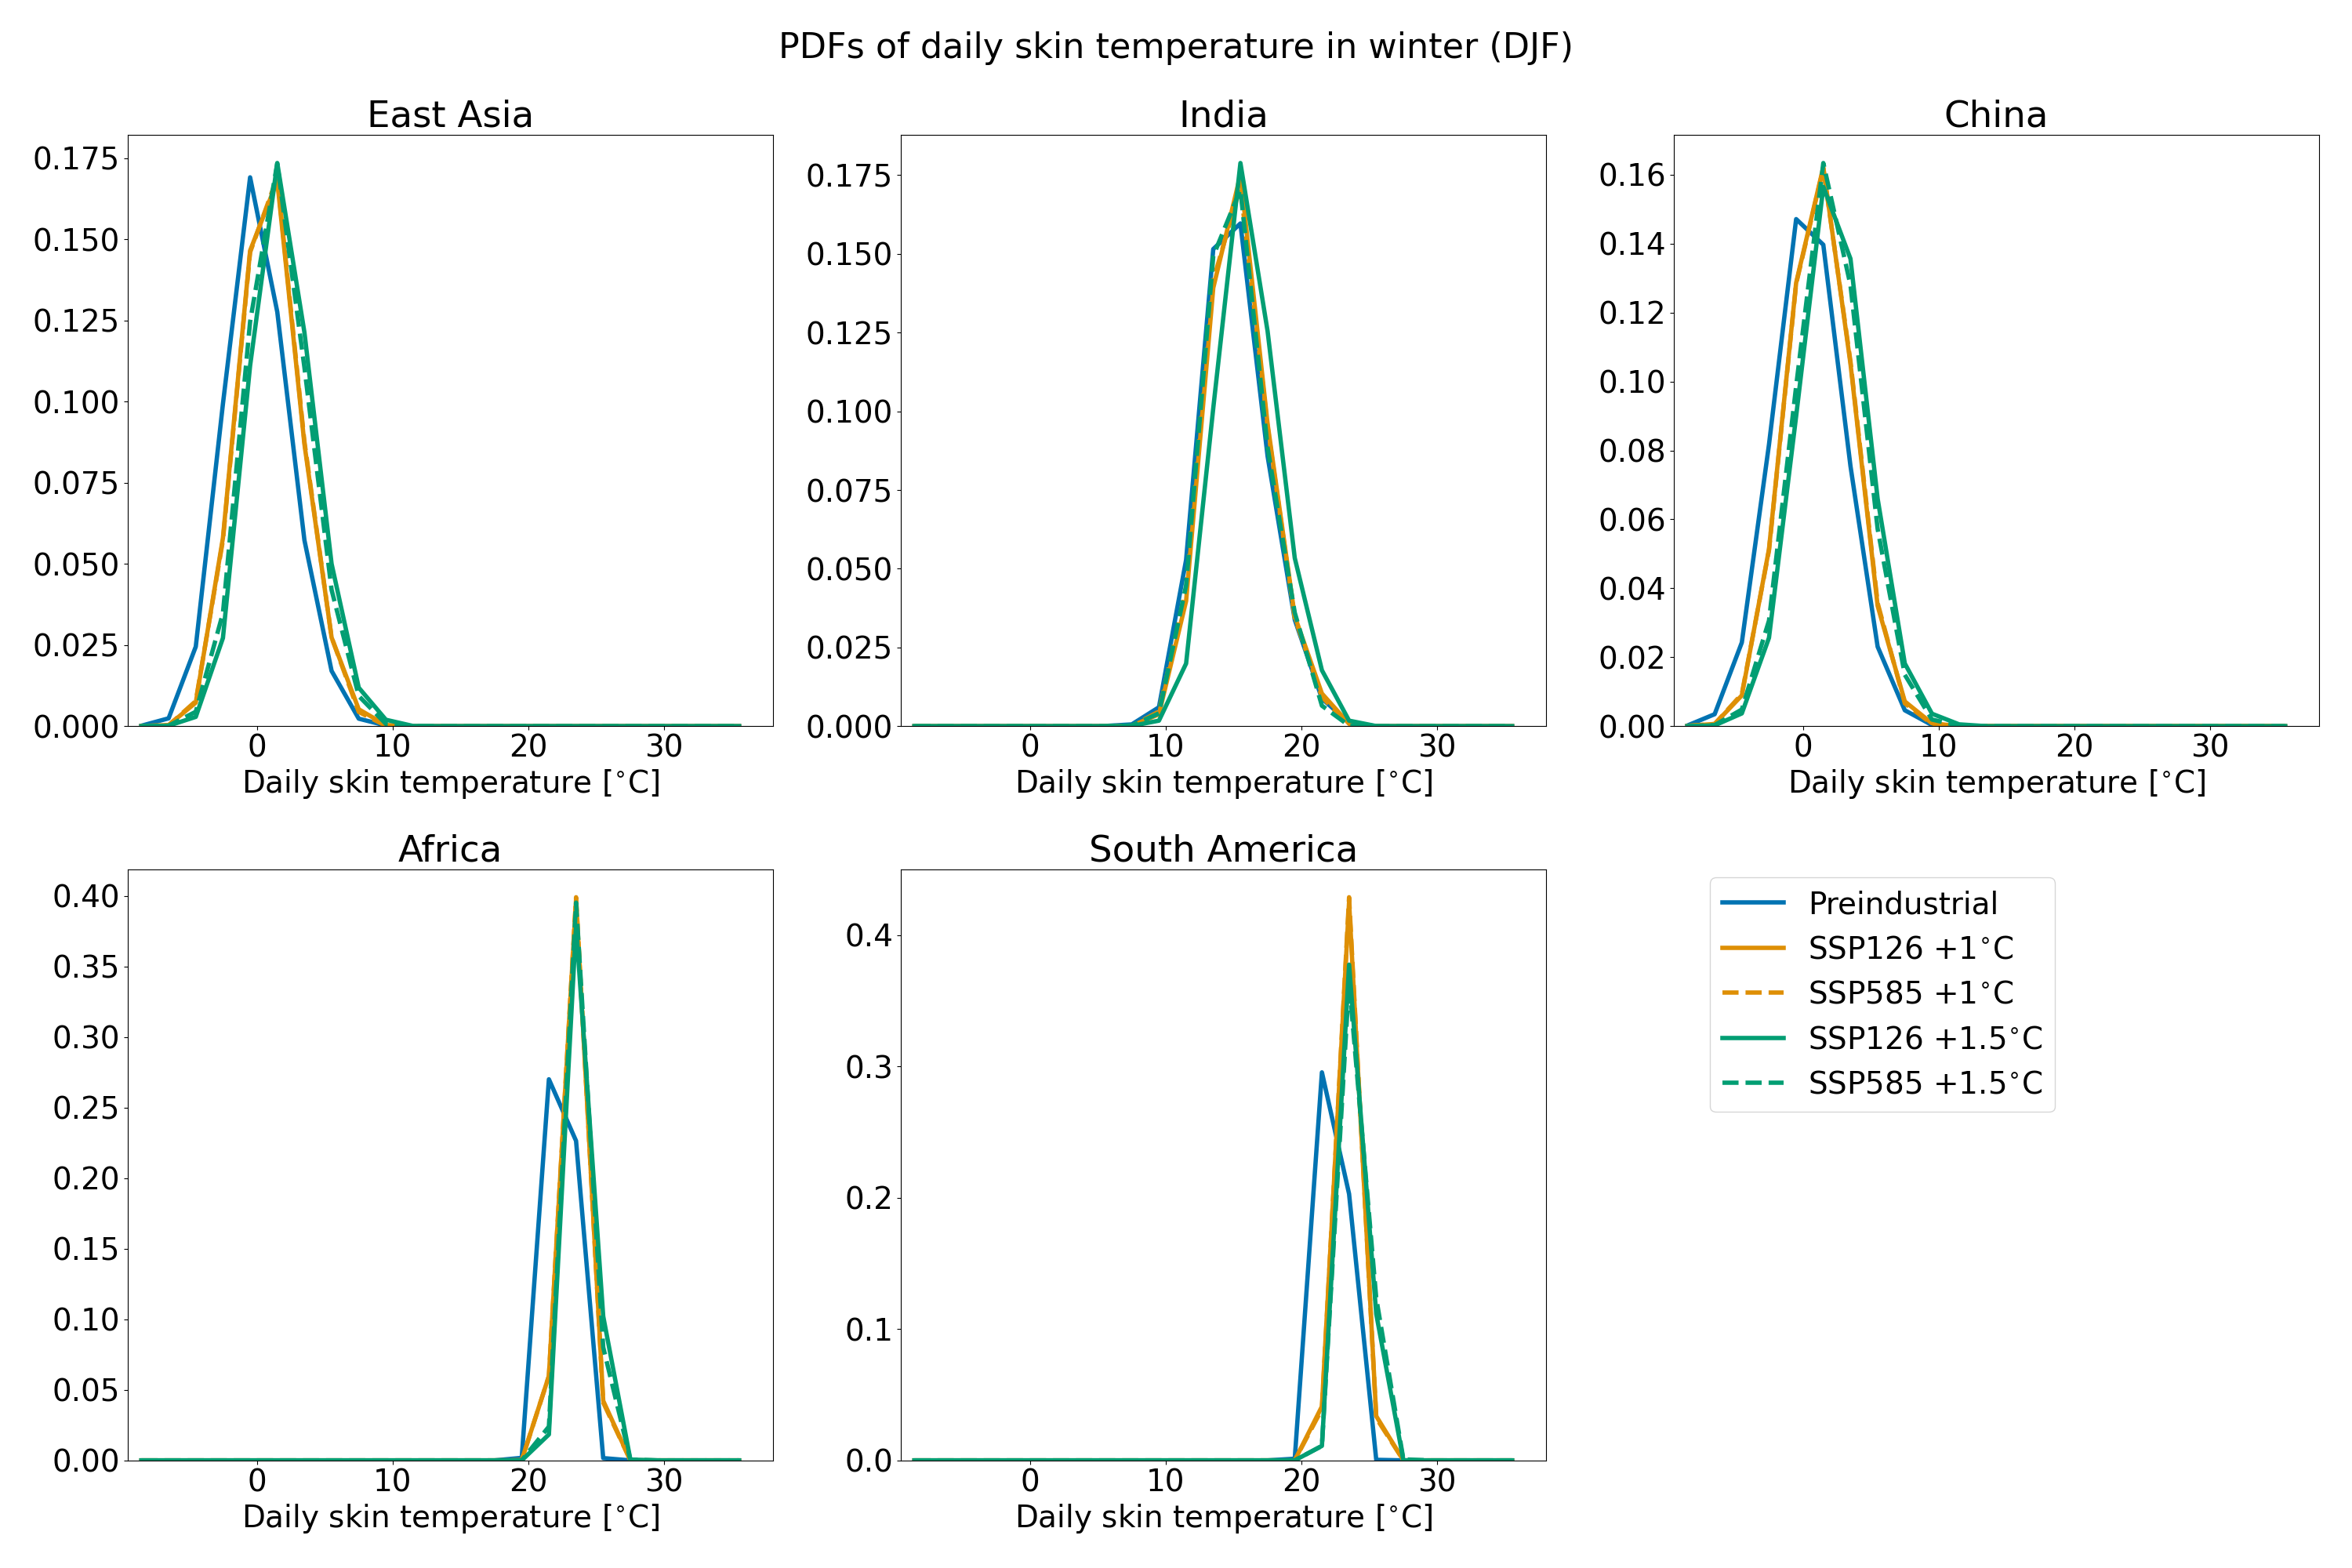 PDFs of daily skin temperature in winter (DJF)
East Asia
0.175
0.150
0.125
0.100
0.075
0.050
0.025
0.000
0 10 20 30
Daily skin temperature [°C]
India
0.175
0.150
0.125
0.100
0.075
0.050
0.025
0.000
0 10 20 30
Daily skin temperature [°C]
China
0.16
0.14
0.12
0.10
0.08
0.06
0.04
0.02
0.00
0 10 20 30
Daily skin temperature [°C]
Africa
0.40
0.35
0.30
0.25
0.20
0.15
0.10
0.05
0.00
0 10 20 30
Daily skin temperature [°C]
South America
0.4
0.3
0.2
0.1
0.0
0 10 20 30
Daily skin temperature [°C]
Preindustrial
SSP126 +1°C
SSP585 +1°C
SSP126 +1.5°C
SSP585 +1.5°C